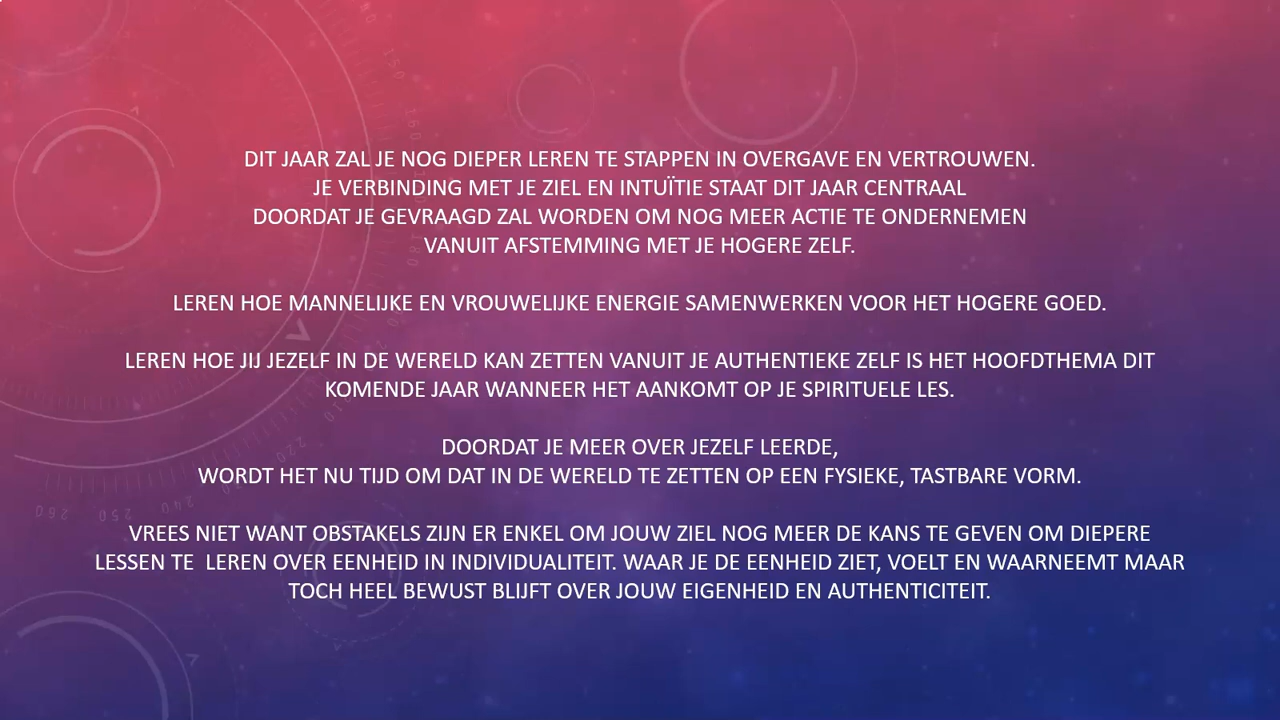 DIT JAAR ZAL JE NOG DIEPER LEREN TE STAPPEN IN OVERGAVE EN VERTROUWEN.
JE VERBINDING MET JE ZIEL EN INTUÏTIE STAAT DIT JAAR CENTRAAL
DOORDAT JE GEVRAAGD ZAL WORDEN OM NOG MEER ACTIE TE ONDERNEMEN
VANUIT AFSTEMMING MET JE HOGERE ZELF.
LEREN HOE MANNELIJKE EN VROUWELIJKE ENERGIE SAMENWERKEN VOOR HET HOGERE GOED.
LEREN HOE JIJ JEZELF IN DE WERELD KAN ZETTEN VANUIT JE AUTHENTIEKE ZELF IS HET HOOFDTHEMA DIT
KOMENDE JAAR WANNEER HET AANKOMT OP JE SPIRITUELE LES.
DOORDAT JE MEER OVER JEZELF LEERDE,
WORDT HET NU TIJD OM DAT IN DE WERELD TE ZETTEN OP EEN FYSIEKE, TASTBARE VORM.
VREES NIET WANT OBSTAKELS ZIJN ER ENKEL OM JOUW ZIEL NOG MEER DE KANS TE GEVEN OM DIEPERE
LESSEN TE  LEREN OVER EENHEID IN INDIVIDUALITEIT. WAAR JE DE EENHEID ZIET, VOELT EN WAARNEEMT MAAR
TOCH HEEL BEWUST BLIJFT OVER JOUW EIGENHEID EN AUTHENTICITEIT.
150
160
220
240
250
260